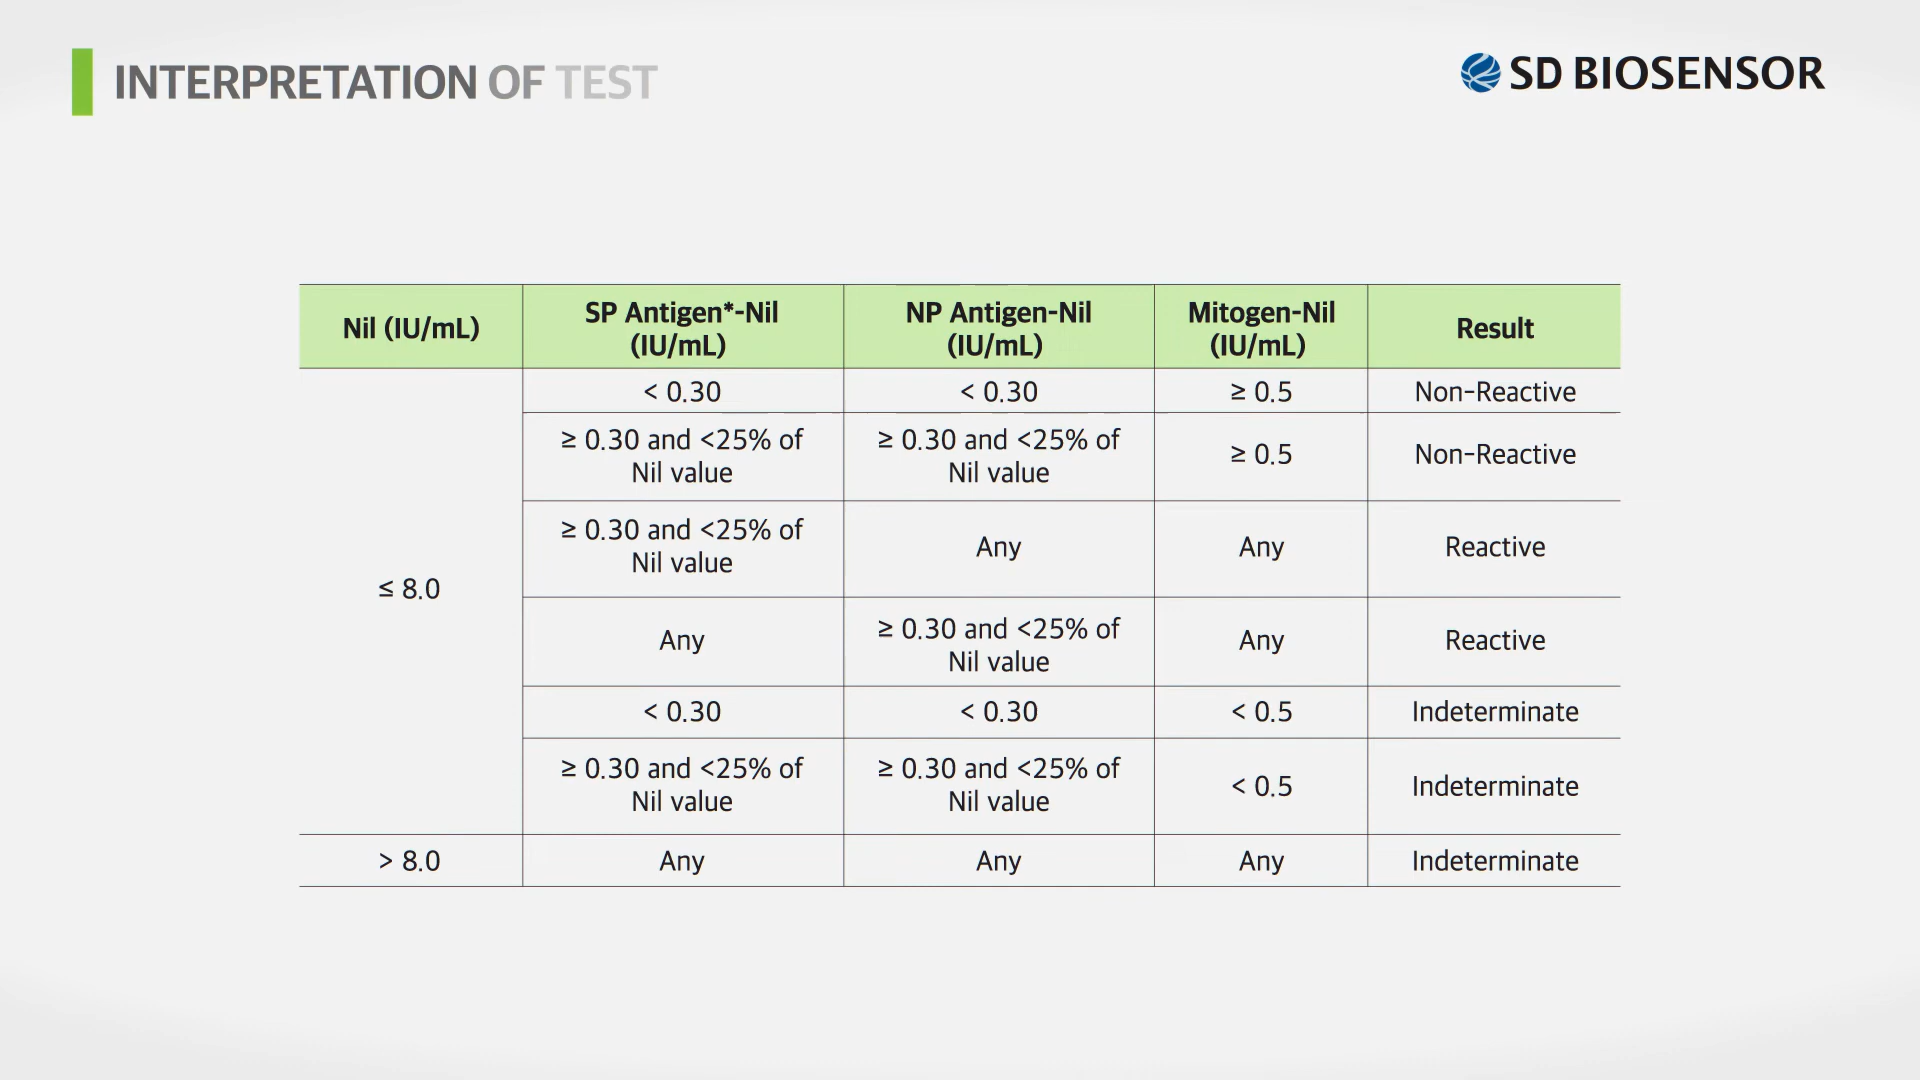 INTERPRETATION OF TEST
SD BIOSENSOR
Nil (IU/mL)
SP Antigen*-Nil
(IU/mL)
NP Antigen-Nil
(IU/mL)
Mitogen-Nil
(IU/mL)
Result
≤ 8.0
< 0.30
< 0.30
≥ 0.5
Non-Reactive
≥ 0.30 and <25% of
Nil value
≥ 0.30 and <25% of
Nil value
≥ 0.5
Non-Reactive
≥ 0.30 and <25% of
Nil value
Any
Any
Reactive
Any
≥ 0.30 and <25% of
Nil value
Any
Reactive
< 0.30
< 0.30
< 0.5
Indeterminate
≥ 0.30 and <25% of
Nil value
≥ 0.30 and <25% of
Nil value
< 0.5
Indeterminate
> 8.0
Any
Any
Any
Indeterminate